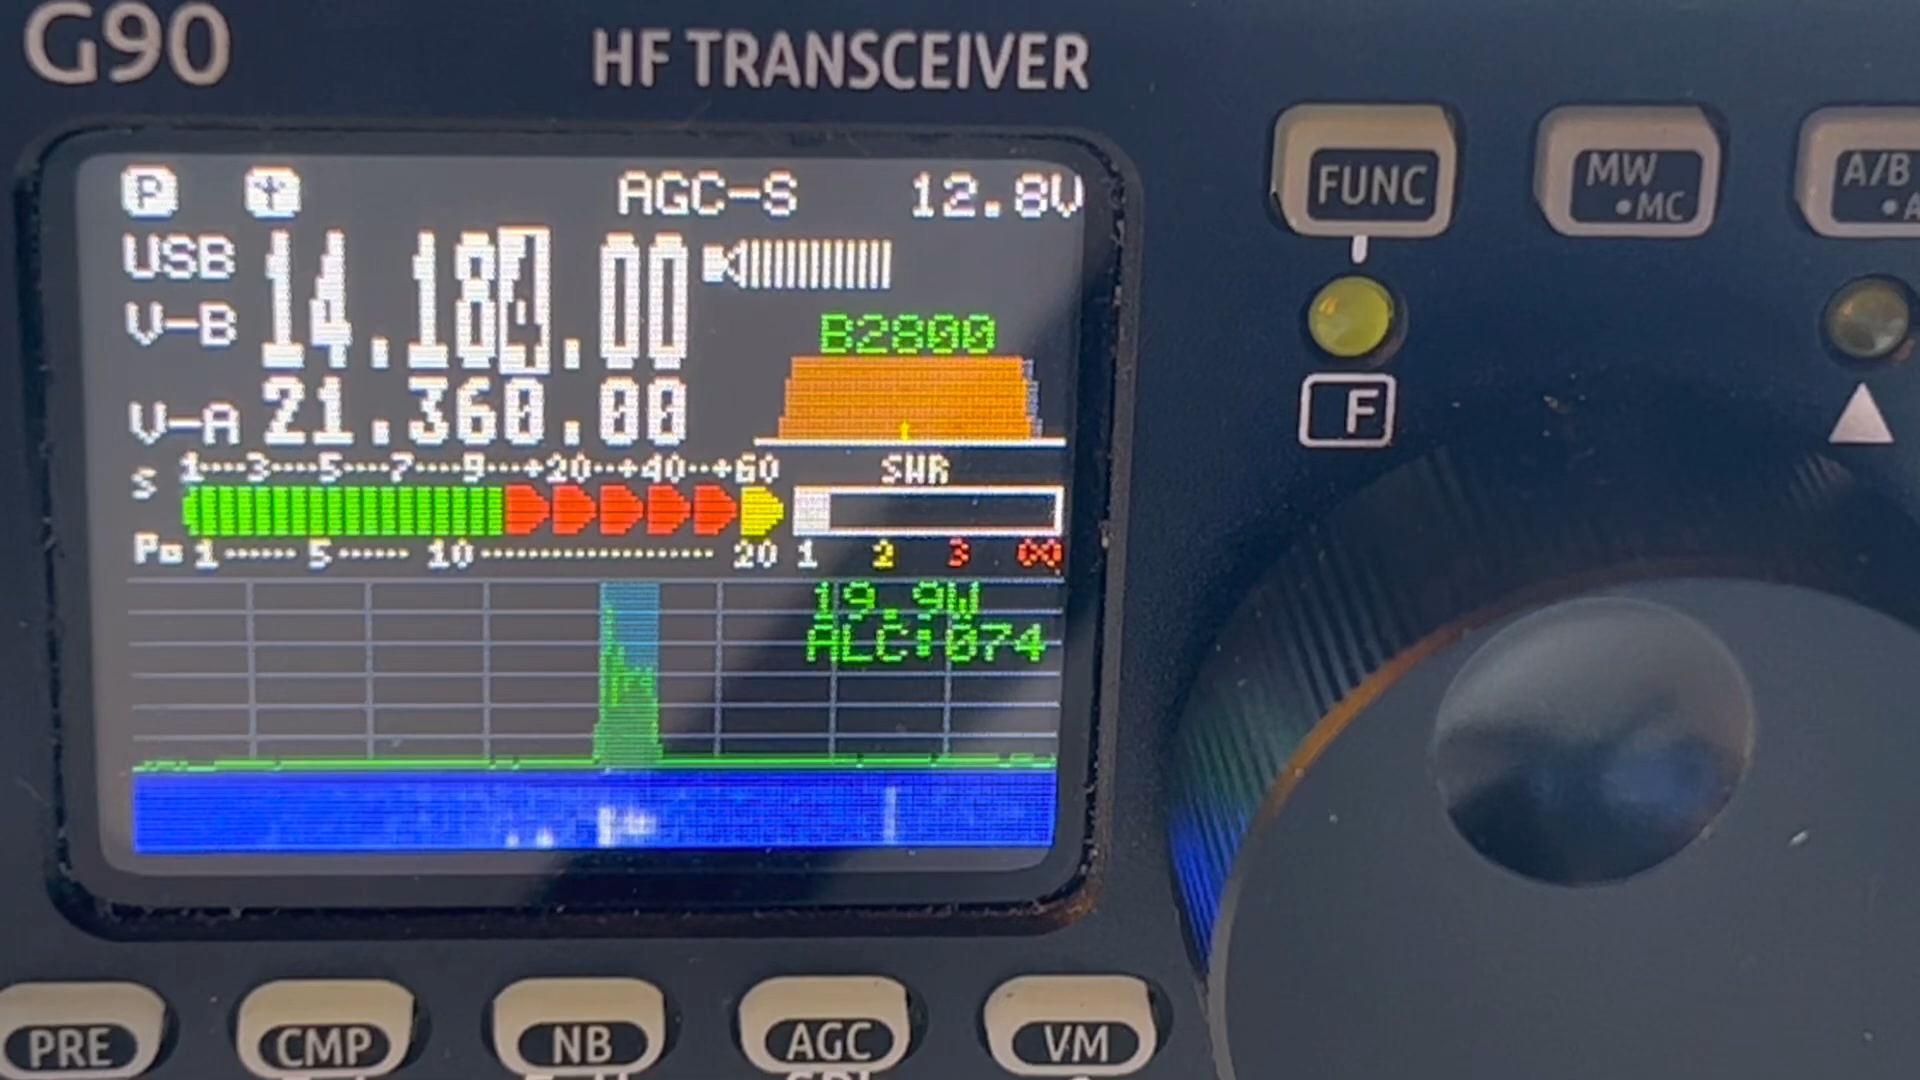 G90 HF TRANSCEIVER
P AGC-S 12.8V
USB 14.184.00
V-B B2800
V-A 21.360.00
S 1 3 5 7 9 +20 +40 +60 SWR
Po 1 5 10 20 1 2 3 ∞
19.9W
ALC:074
FUNC MW •MC A/B
F
PRE CMP NB AGC VM